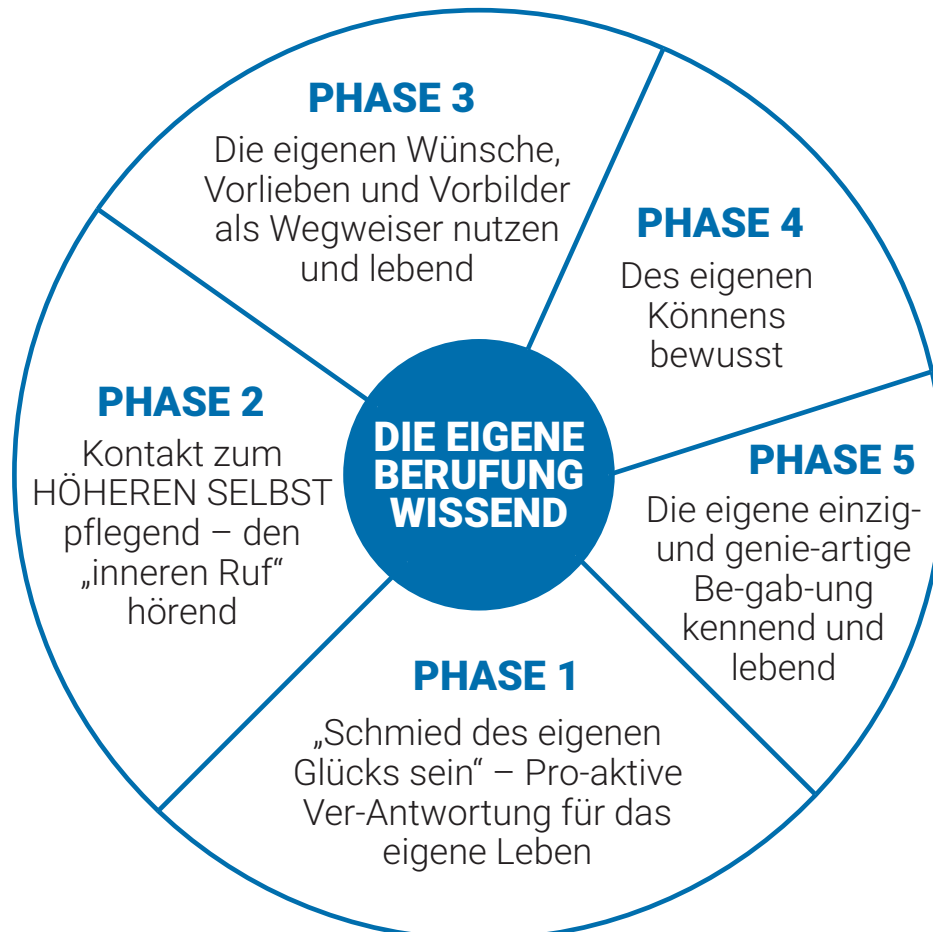 PHASE 3
Die eigenen Wünsche,
Vorlieben und Vorbilder
als Wegweiser nutzen
und lebend
PHASE 4
Des eigenen
Könnens
bewusst
PHASE 2
Kontakt zum
HÖHEREN SELBST
pflegend – den
„inneren Ruf“
hörend
DIE EIGENE
BERUFUNG
WISSEND
PHASE 5
Die eigene einzig-
und genie-artige
Be-gab-ung
kennend und
lebend
PHASE 1
„Schmied des eigenen
Glücks sein“ – Pro-aktive
Ver-Antwortung für das
eigene Leben